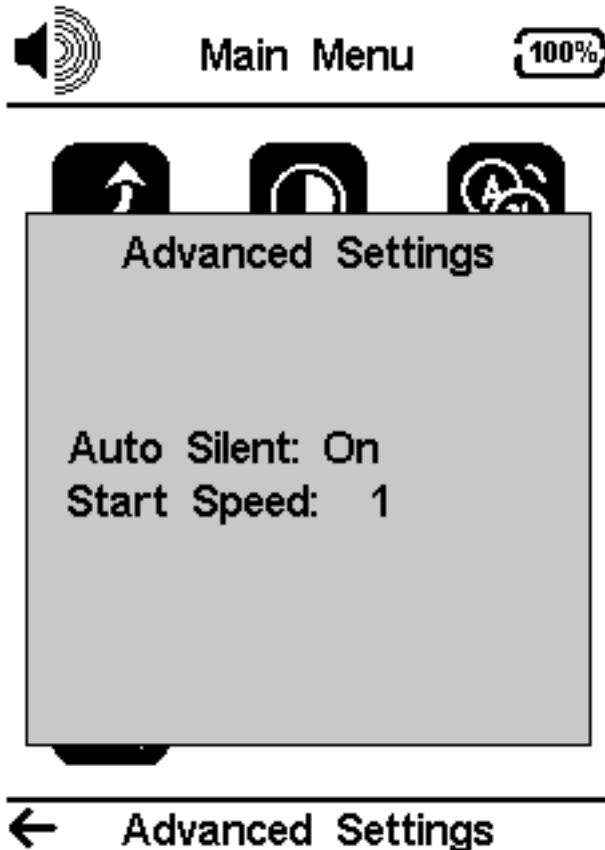 Main Menu
100%
Advanced Settings
Auto Silent: On
Start Speed: 1
Advanced Settings